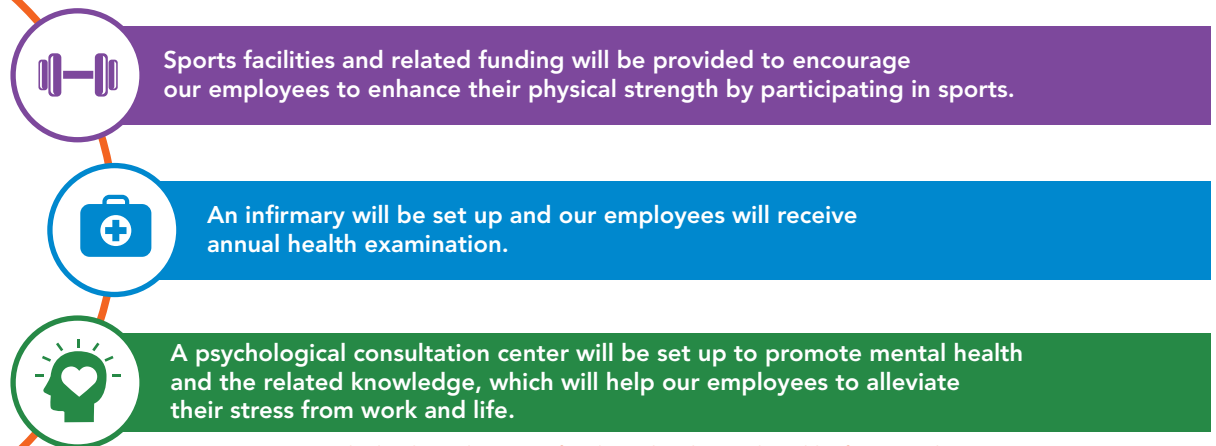 Sports facilities and related funding will be provided to encourage
our employees to enhance their physical strength by participating in sports.
An infirmary will be set up and our employees will receive
annual health examination.
A psychological consultation center will be set up to promote mental health
and the related knowledge, which will help our employees to alleviate
their stress from work and life.